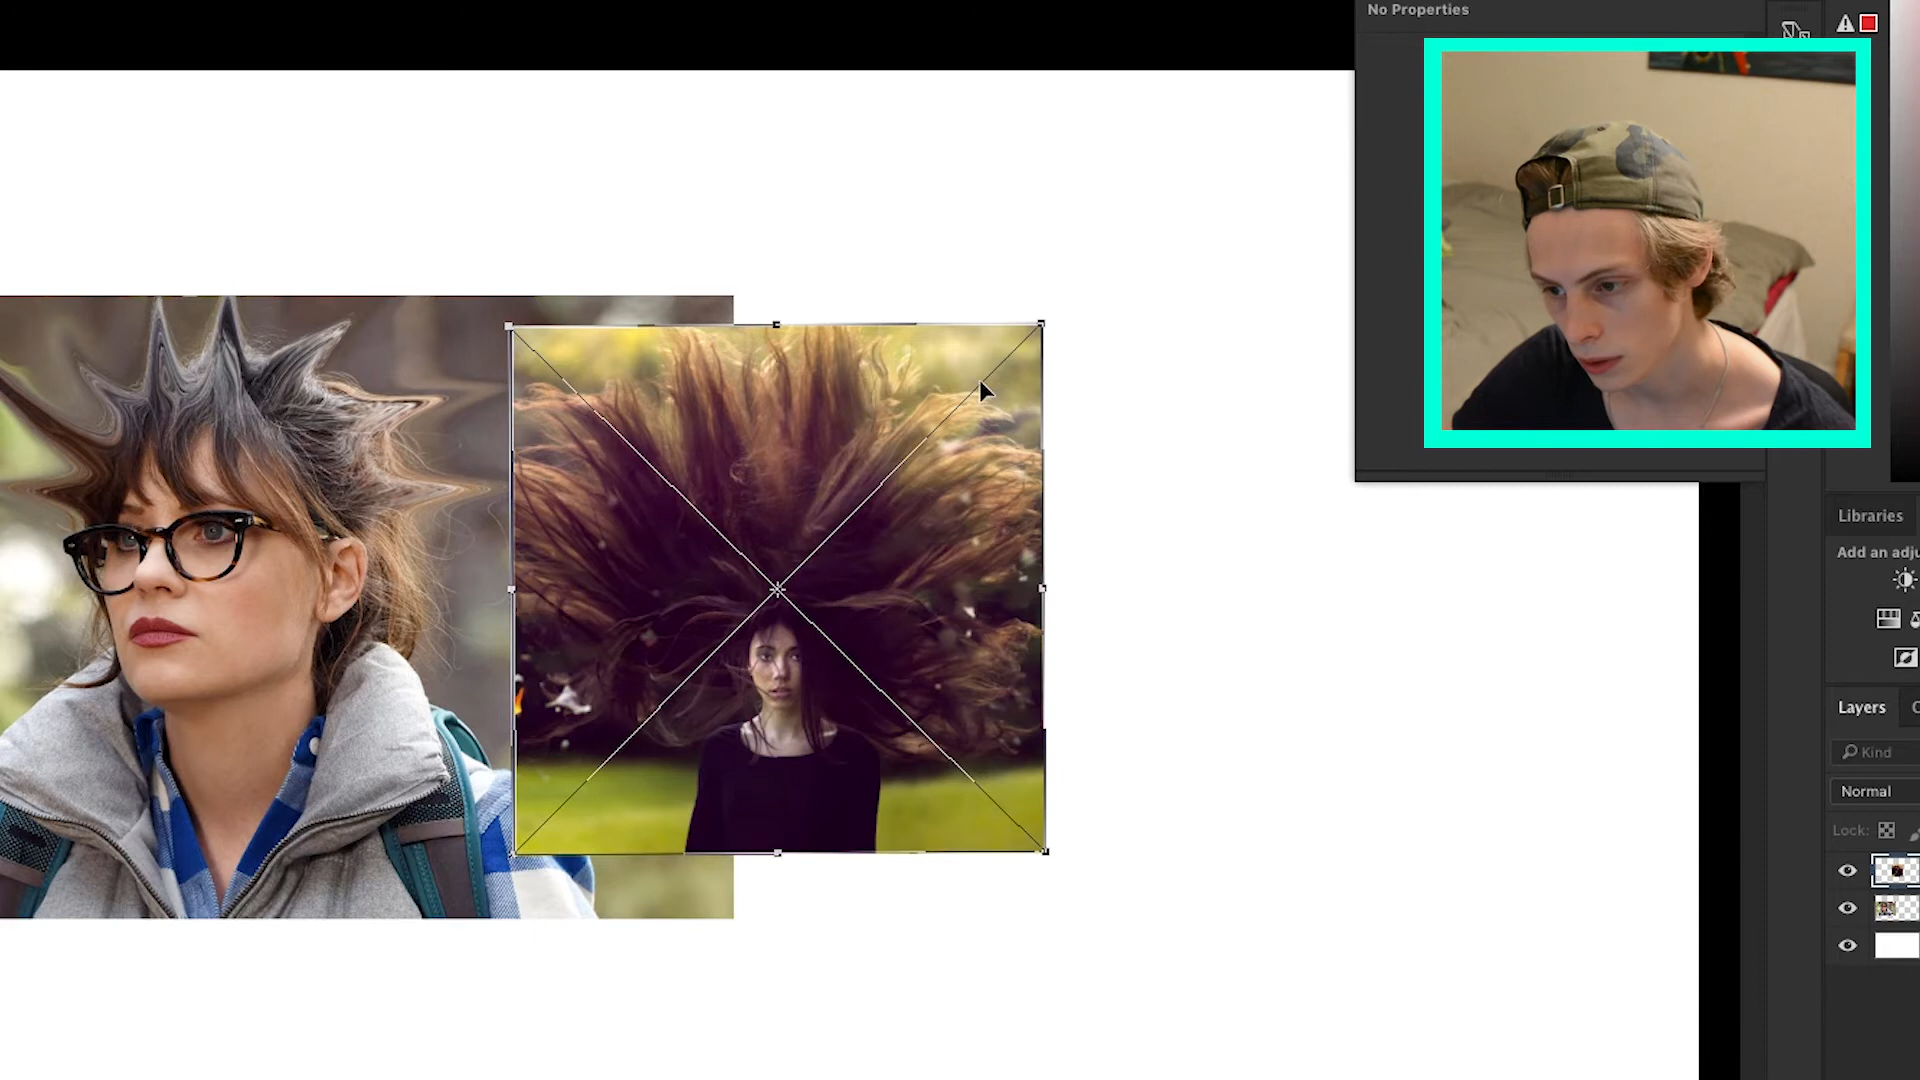 No Properties
Libraries
Add an adju
Layers
C
Kind
Normal
Lock: